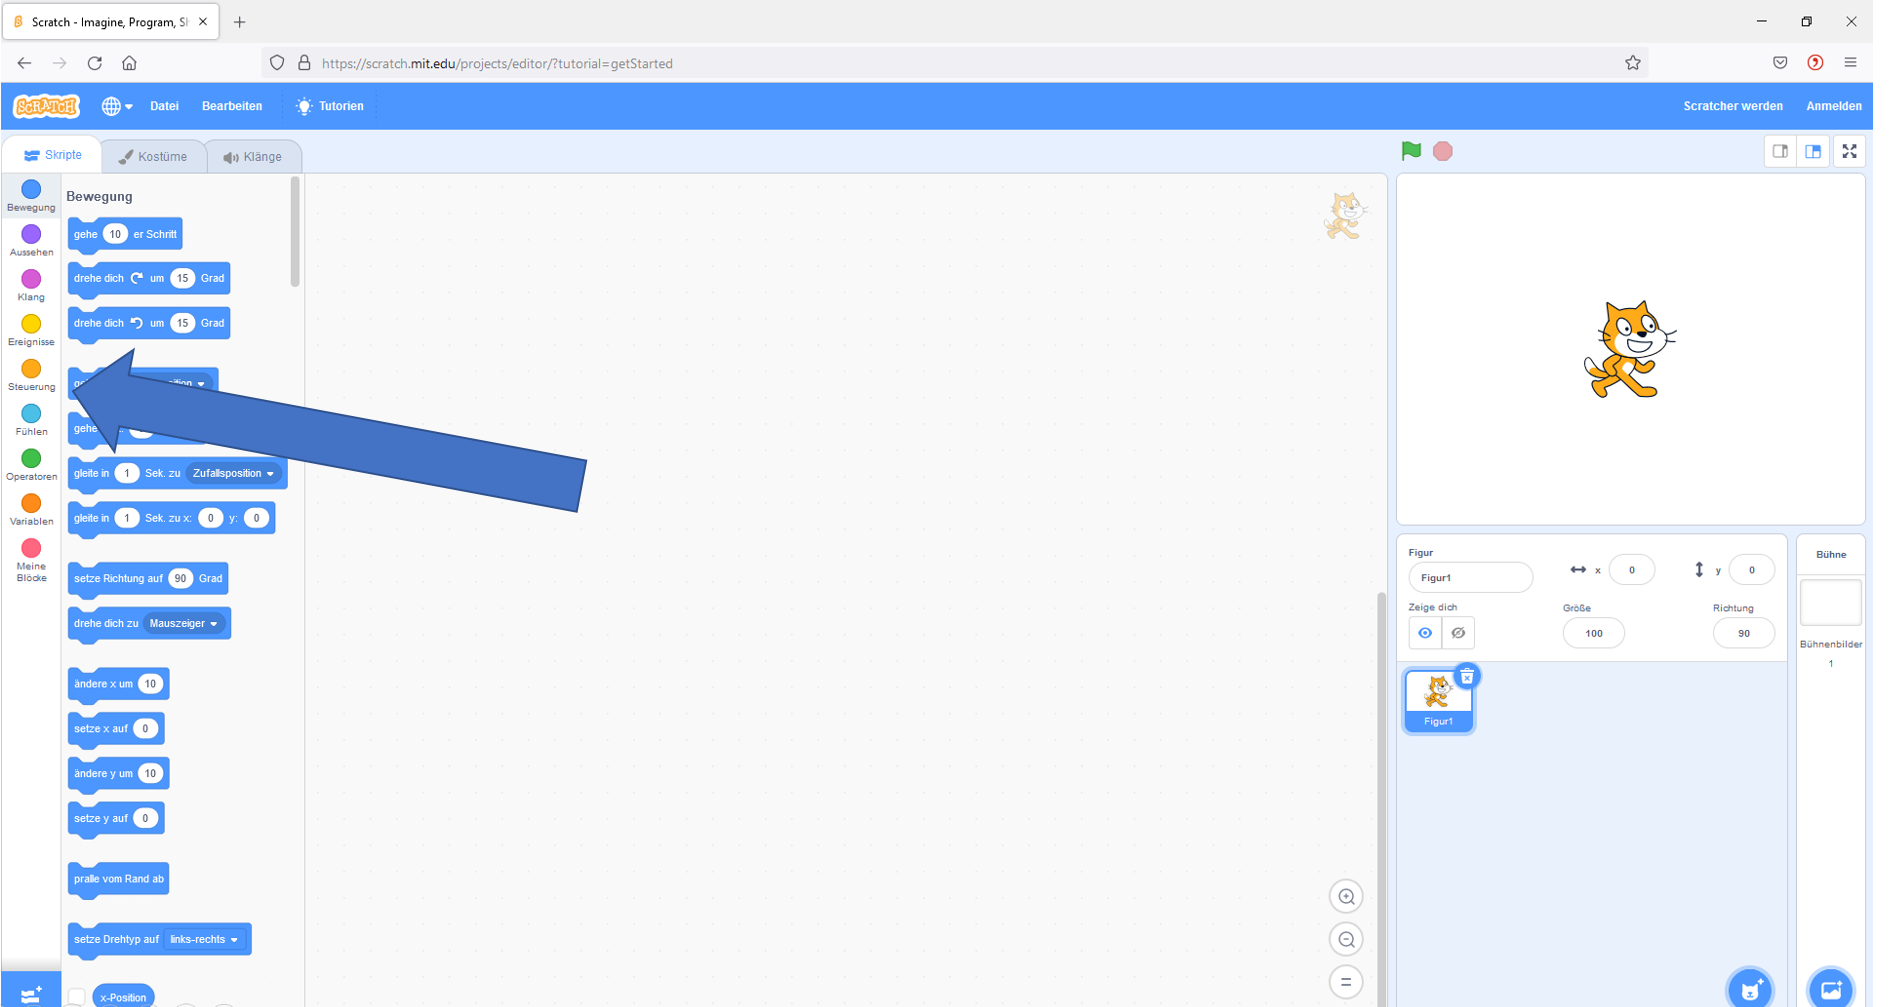 Scratch - Imagine, Program, Sh
https://scratch.mit.edu/projects/editor/?tutorial=getStarted
SCRATCH Datei Bearbeiten Tutorien Scratcher werden Anmelden
Skripte Kostüme Klänge
Bewegung
Aussehen
Klang
Ereignisse
Steuerung
Fühlen
Operatoren
Variablen
Meine
Blöcke
Bewegung
gehe 10 er Schritt
drehe dich um 15 Grad
drehe dich um 15 Grad
gehe
gleite in 1 Sek. zu Zufallsposition
gleite in 1 Sek. zu x: 0 y: 0
setze Richtung auf 90 Grad
drehe dich zu Mauszeiger
ändere x um 10
setze x auf 0
ändere y um 10
setze y auf 0
pralle vom Rand ab
setze Drehtyp auf links-rechts
x-Position
Figur
Figur1
x 0 y 0
Zeige dich Größe Richtung
100 90
Figur1
Bühne
Bühnenbilder
1